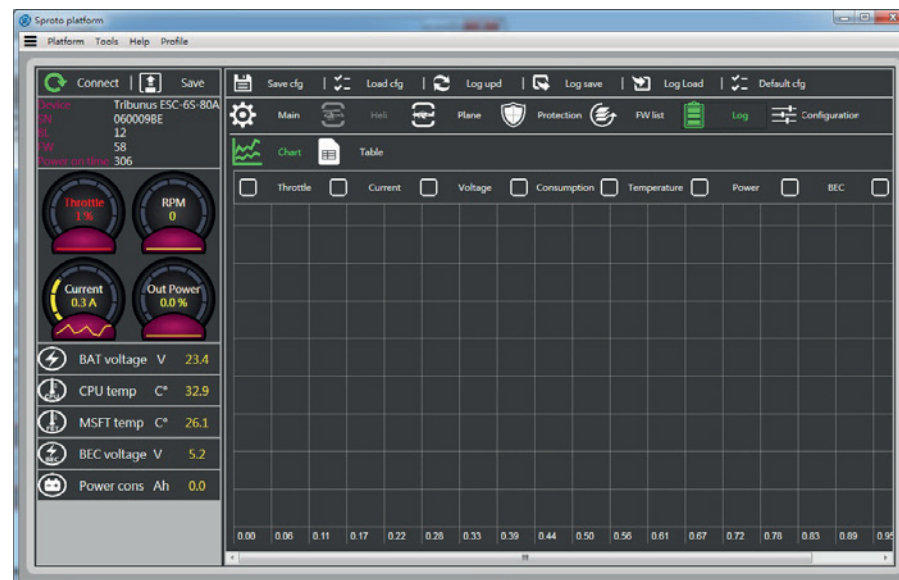 Sproto platform
Platform Tools Help Profile
Connect | Save
Save cfg | Load cfg | Log upd | Log save | Log Load | Default cfg
Device Tribunus ESC-6S-80A
SN 060009BE
BL 12
FW 58
Power on time 306
Main Heli Plane Protection FW list Log Configuration
Chart Table
Throttle Current Voltage Consumption Temperature Power BEC
Throttle
1 %
RPM
0
Current
0.3 A
Out Power
0.0 %
BAT voltage V 23.4
CPU temp C° 32.9
MSFT temp C° 26.1
BEC voltage V 5.2
Power cons Ah 0.0
CPU
FET
BEC
0.00 0.06 0.11 0.17 0.22 0.28 0.33 0.39 0.44 0.50 0.56 0.61 0.67 0.72 0.78 0.83 0.89 0.95